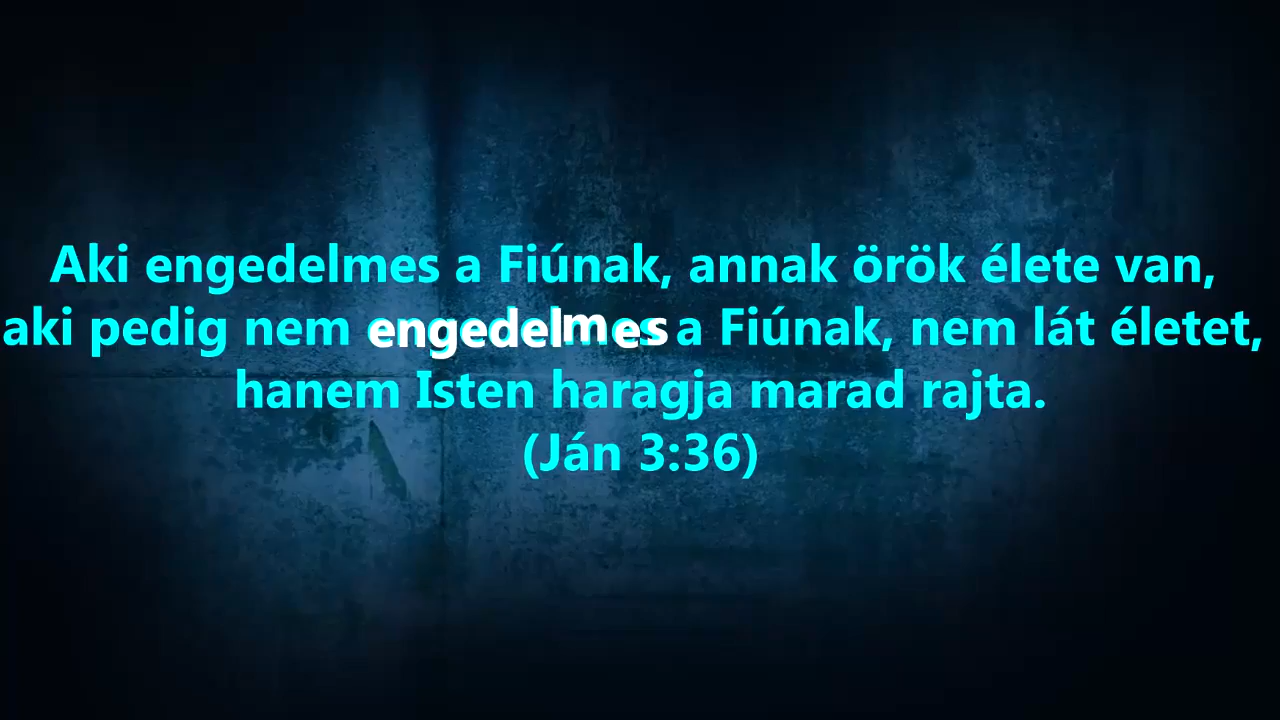 Aki engedelmes a Fiúnak, annak örök élete van,
aki pedig nem engedelmes a Fiúnak, nem lát életet,
hanem Isten haragja marad rajta.
(Ján 3:36)